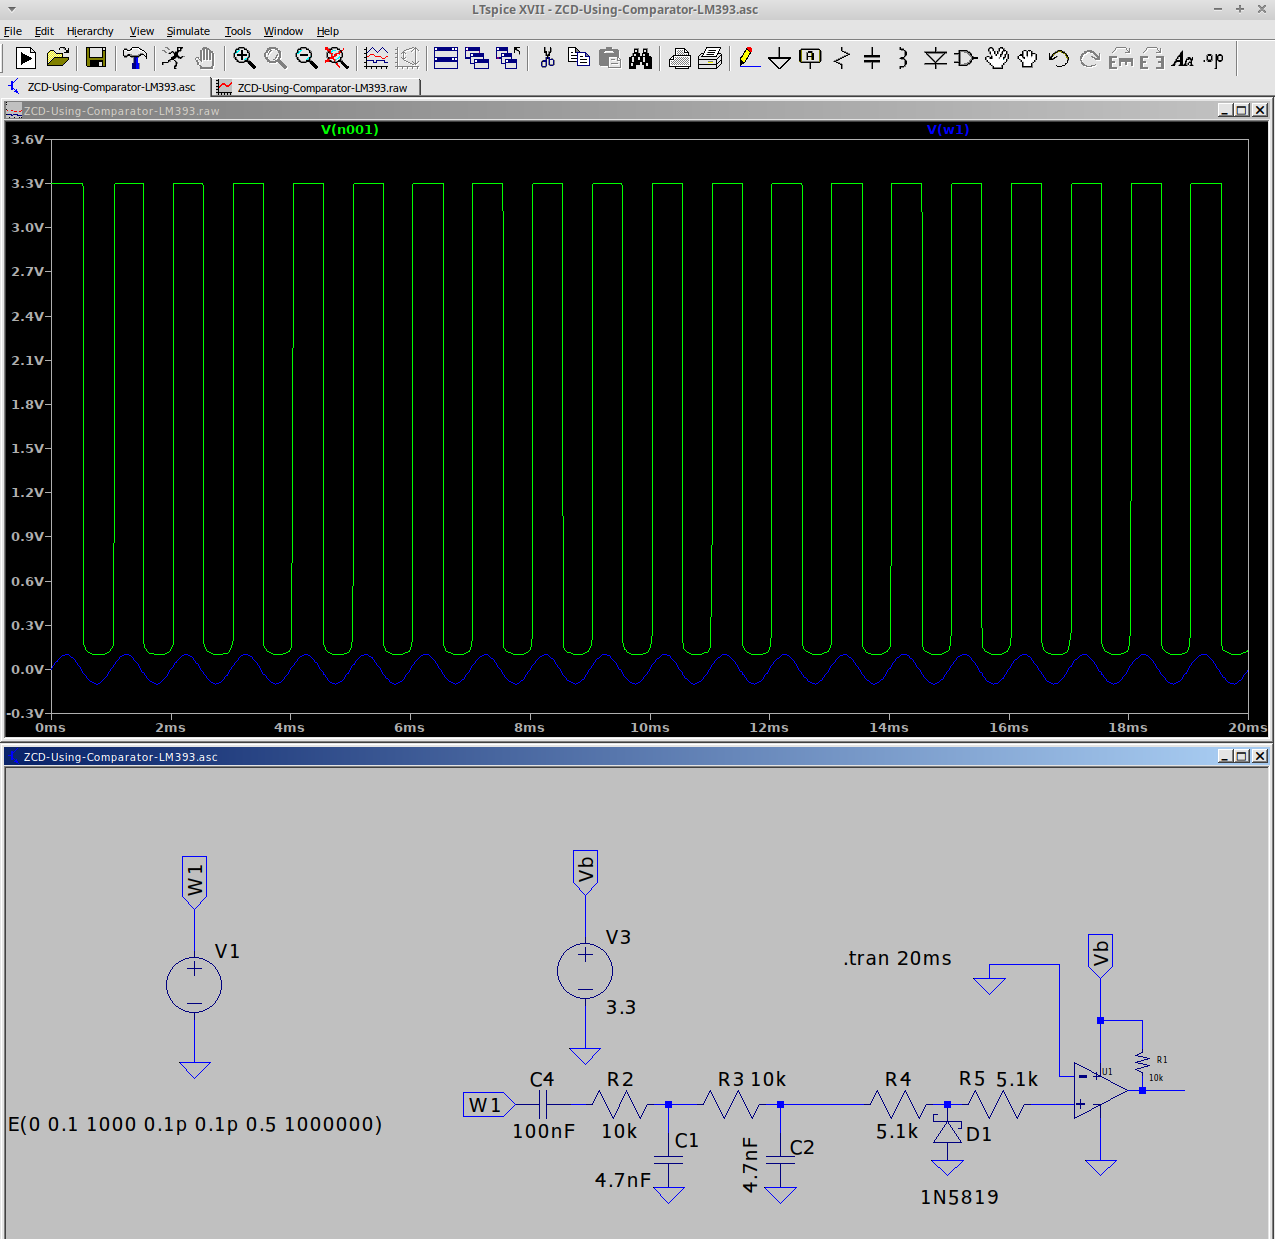 LTspice XVII - ZCD-Using-Comparator-LM393.asc
File Edit Hierarchy View Simulate Tools Window Help
Aa .op
ZCD-Using-Comparator-LM393.asc ZCD-Using-Comparator-LM393.raw
ZCD-Using-Comparator-LM393.raw
V(n001) V(w1)
3.6V
3.3V
3.0V
2.7V
2.4V
2.1V
1.8V
1.5V
1.2V
0.9V
0.6V
0.3V
0.0V
-0.3V
0ms 2ms 4ms 6ms 8ms 10ms 12ms 14ms 16ms 18ms 20ms
ZCD-Using-Comparator-LM393.asc
W1
V1
E(0 0.1 1000 0.1p 0.1p 0.5 1000000)
Vb
V3
3.3
.tran 20ms
Vb
R1
10k
U1
W1
C4
100nF
R2
10k
C1
4.7nF
R3 10k
C2
4.7nF
R4
5.1k
D1
1N5819
R5 5.1k